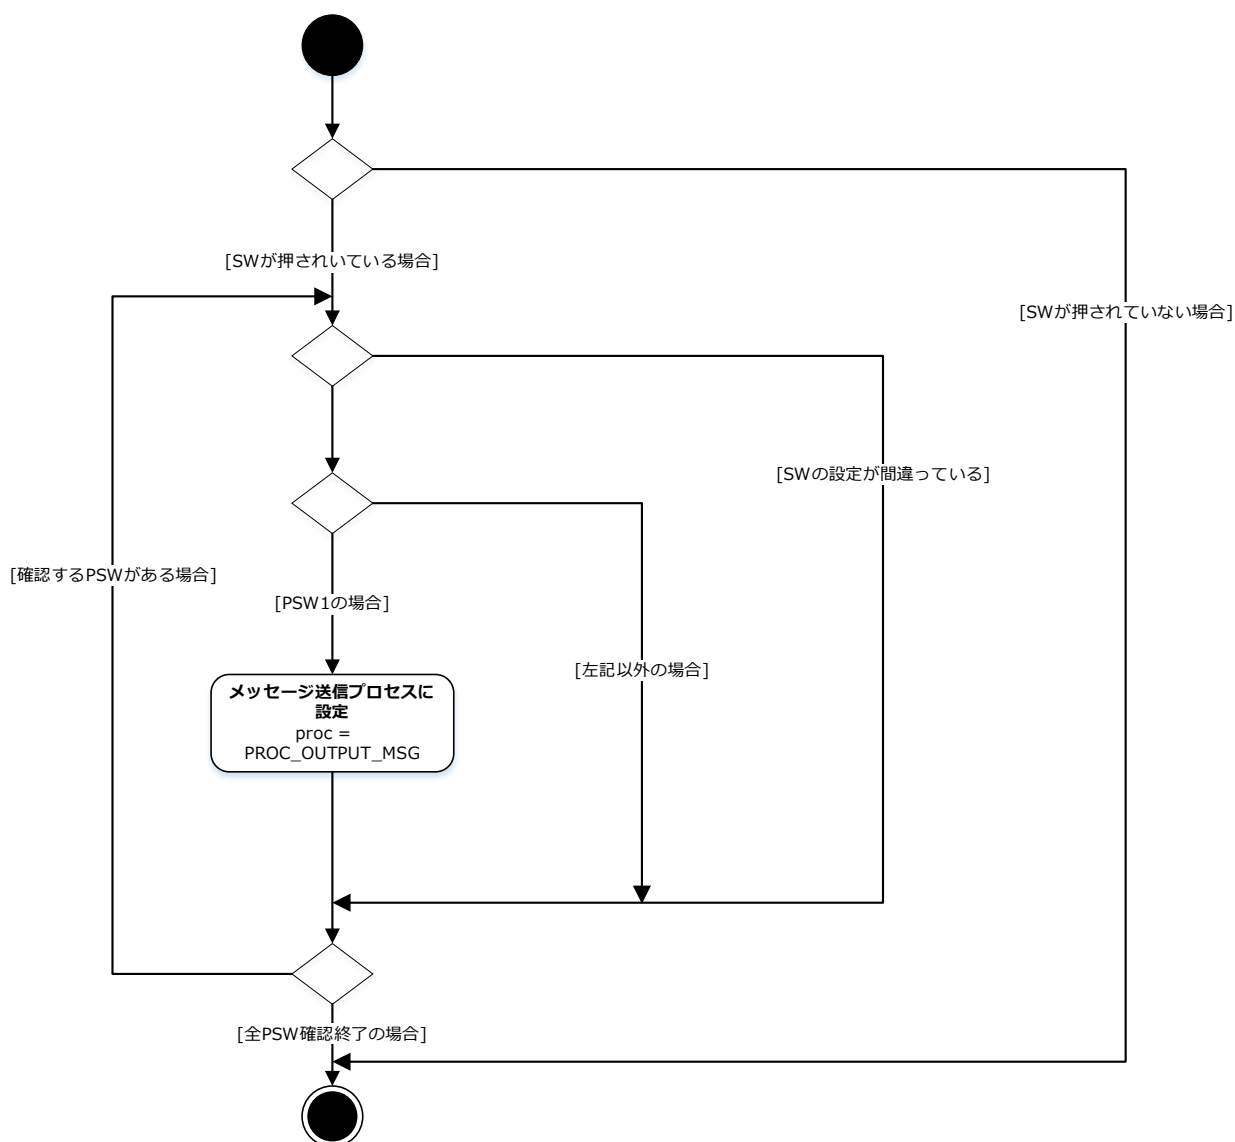 [SWが押されいている場合]
[SWが押されていない場合]
[SWの設定が間違っている]
[確認するPSWがある場合]
[PSW1の場合]
[左記以外の場合]
メッセージ送信プロセスに
設定
proc =
PROC_OUTPUT_MSG
[全PSW確認終了の場合]